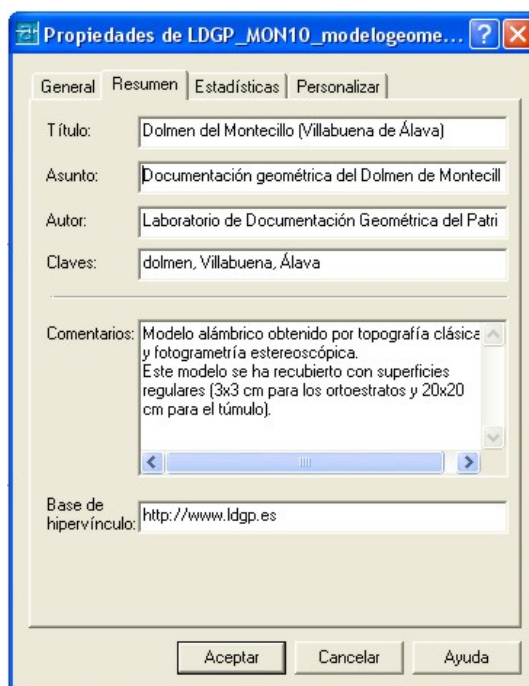 Propiedades de LDGP_MON10_modelogeome...
General Resumen Estadísticas Personalizar
Título: Dolmen del Montecillo (Villabuena de Álava)
Asunto: Documentación geométrica del Dolmen de Montecill
Autor: Laboratorio de Documentación Geométrica del Patri
Claves: dolmen, Villabuena, Álava
Comentarios: Modelo alámbrico obtenido por topografía clásica
y fotogrametría estereoscópica.
Este modelo se ha recubierto con superficies
regulares (3x3 cm para los ortoestratos y 20x20
cm para el túmulo).
Base de
hipervínculo: http://www.ldgp.es
Aceptar Cancelar Ayuda